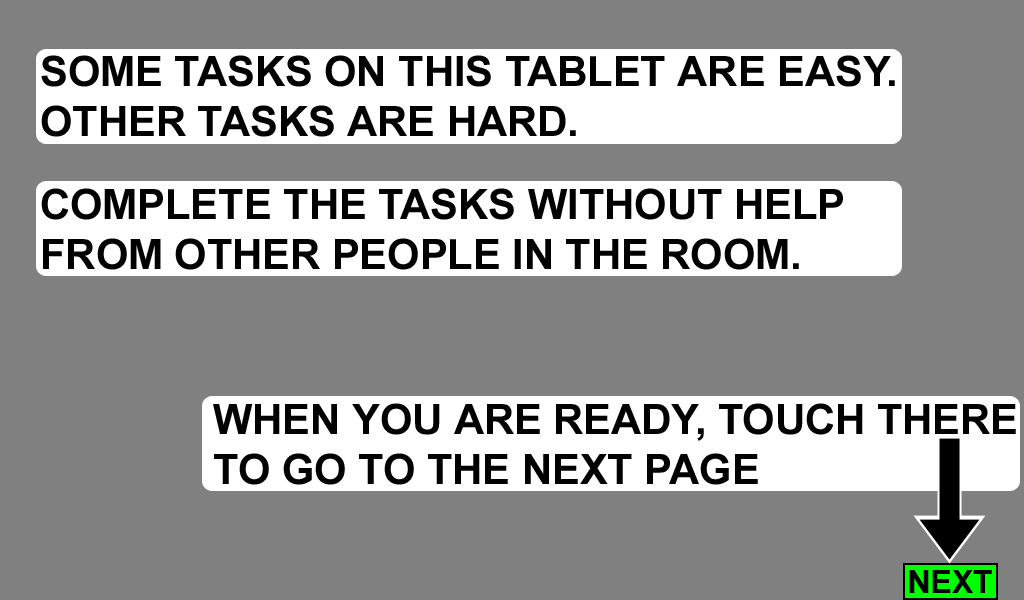 SOME TASKS ON THIS TABLET ARE EASY.
OTHER TASKS ARE HARD.
COMPLETE THE TASKS WITHOUT HELP
FROM OTHER PEOPLE IN THE ROOM.
WHEN YOU ARE READY, TOUCH THERE
TO GO TO THE NEXT PAGE
NEXT